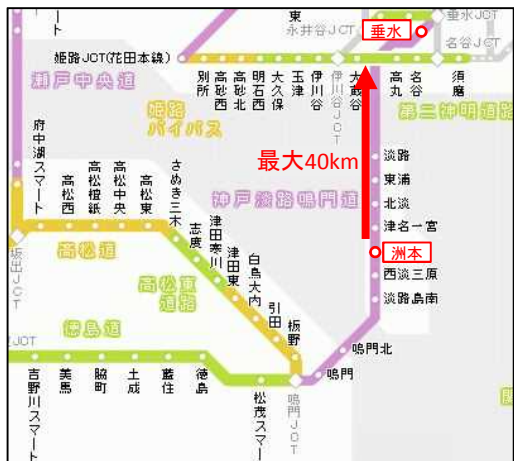 ト
東
永井谷JCT
垂水
垂水JCT
名谷JCT
姫路JCT(花田本線)
瀬戸中央道
別所
高砂西
高砂北
明石西
大久保
玉津
伊川谷
伊川谷JCT
大蔵谷
高丸
名谷
須磨
第二神明道路
姫路
バイパス
最大40km
神戸淡路鳴門道
淡路
東浦
北淡
津名一宮
洲本
西淡三原
淡路島南
府中湖スマート
高松西
高松檀紙
高松中央
高松東
さぬき三木
志度
津田寒川
津田東
白鳥大内
引田
板野
高松道
高松東
道路
坂出JCT
徳島道
JCT
鳴門北
鳴門
鳴門JCT
吉野川スマート
美馬
脇町
土成
藍住
徳島
松茂スマー
関